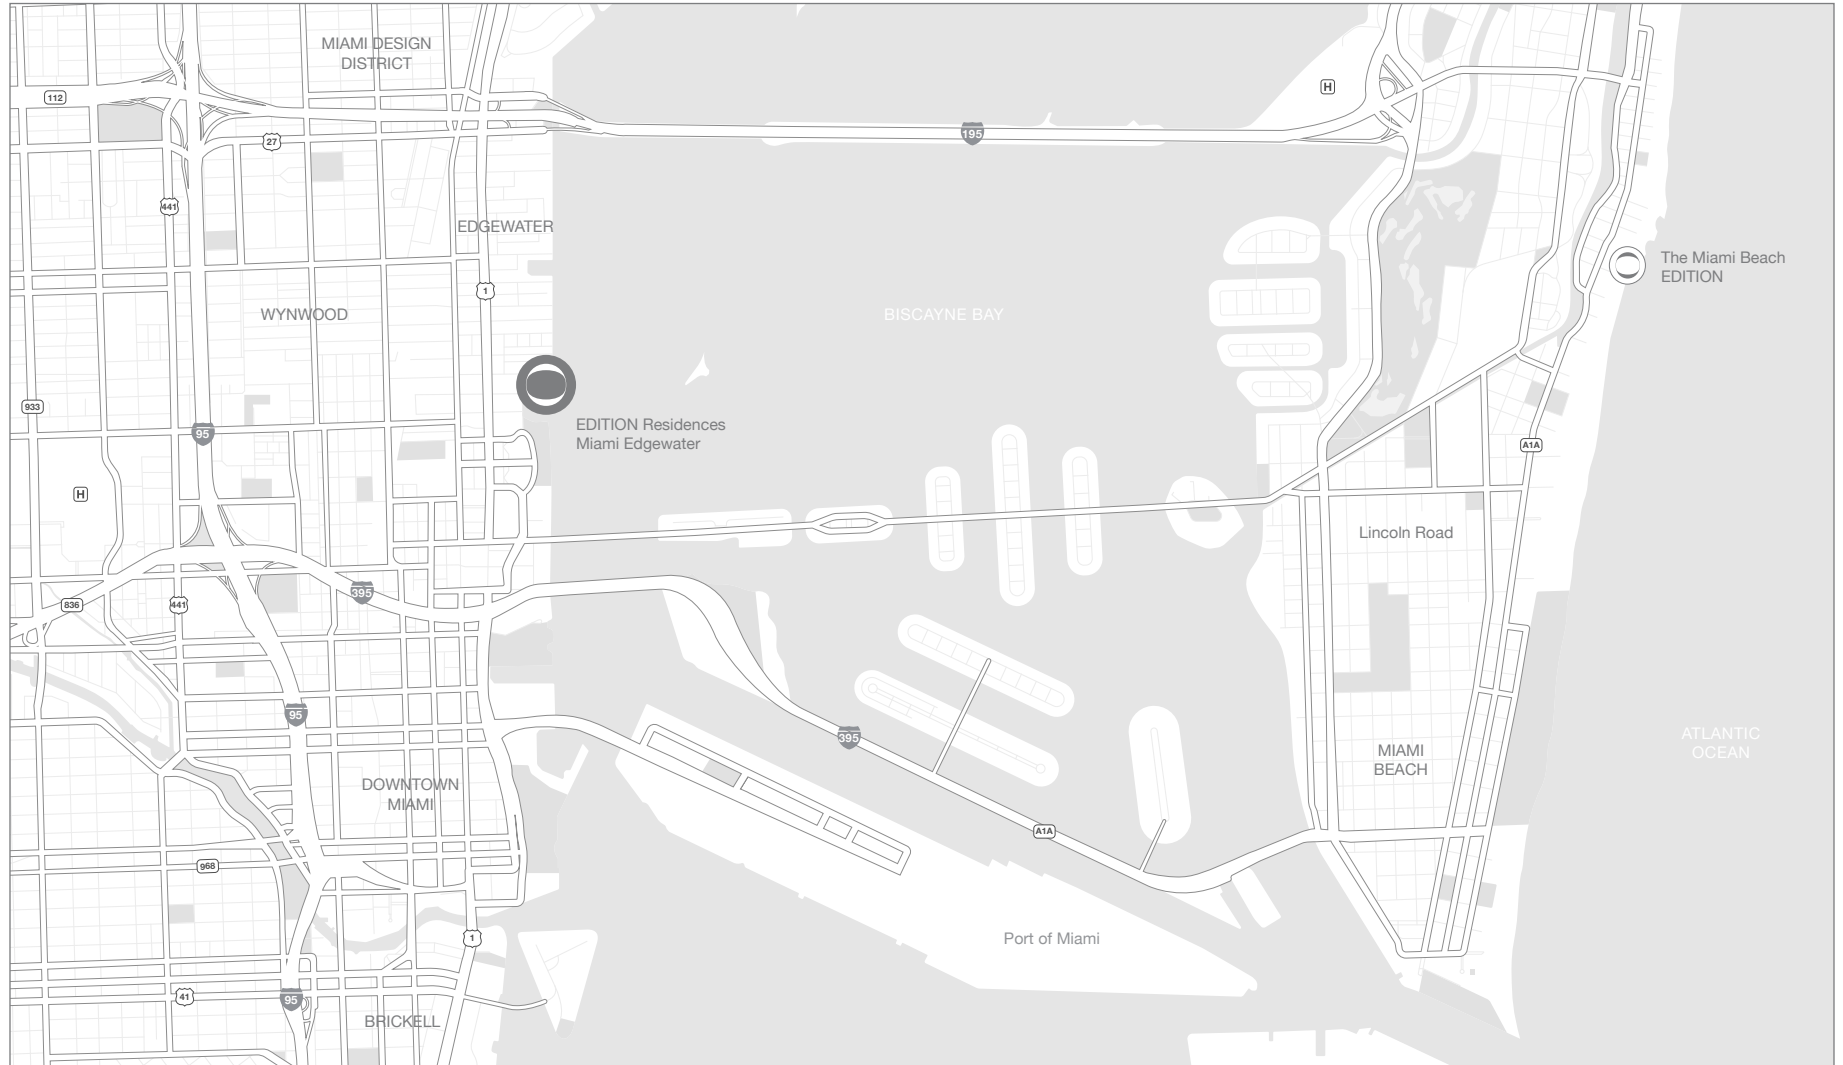 MIAMI DESIGN
DISTRICT
H
112
195
27
441
EDGEWATER
The Miami Beach
EDITION
1
WYNWOOD
BISCAYNE BAY
933
EDITION Residences
Miami Edgewater
95
A1A
H
Lincoln Road
395
836
441
95
395
ATLANTIC
OCEAN
MIAMI
BEACH
DOWNTOWN
MIAMI
A1A
968
1
Port of Miami
41
95
BRICKELL